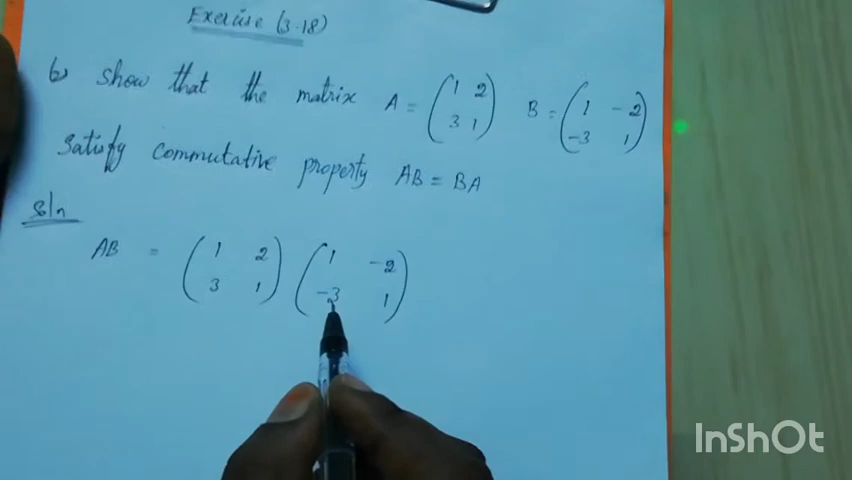 Exercise (3.18)
6) show that the matrix A = (1 2 3 1) B = (1 -2 -3 1)
satisfy commutative property AB = BA
Sln
AB = (1 2 3 1) (1 -2 -3 1)
InShOt